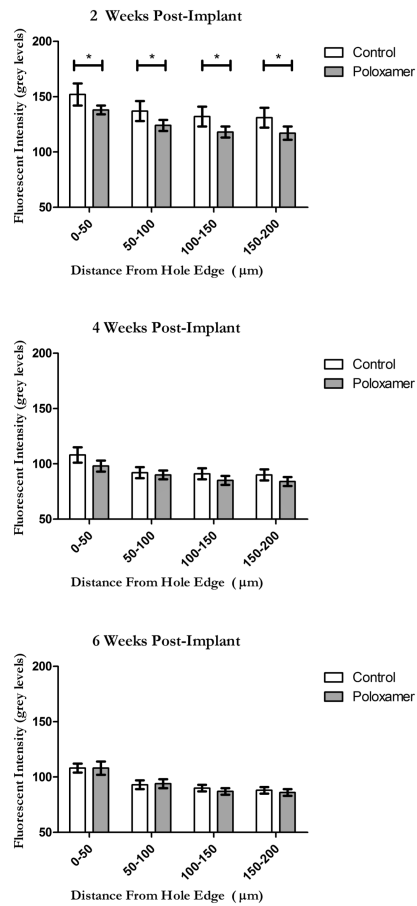 2 Weeks Post-Implant
Fluorescent Intensity (grey levels)
200
150
100
50
* * * *
Control
Poloxamer
0-50 50-100 100-150 150-200
Distance From Hole Edge ( µm)
4 Weeks Post-Implant
Fluorescent Intensity (grey levels)
200
150
100
50
Control
Poloxamer
0-50 50-100 100-150 150-200
Distance From Hole Edge ( µm)
6 Weeks Post-Implant
Fluorescent Intensity (grey levels)
200
150
100
50
Control
Poloxamer
0-50 50-100 100-150 150-200
Distance From Hole Edge ( µm)